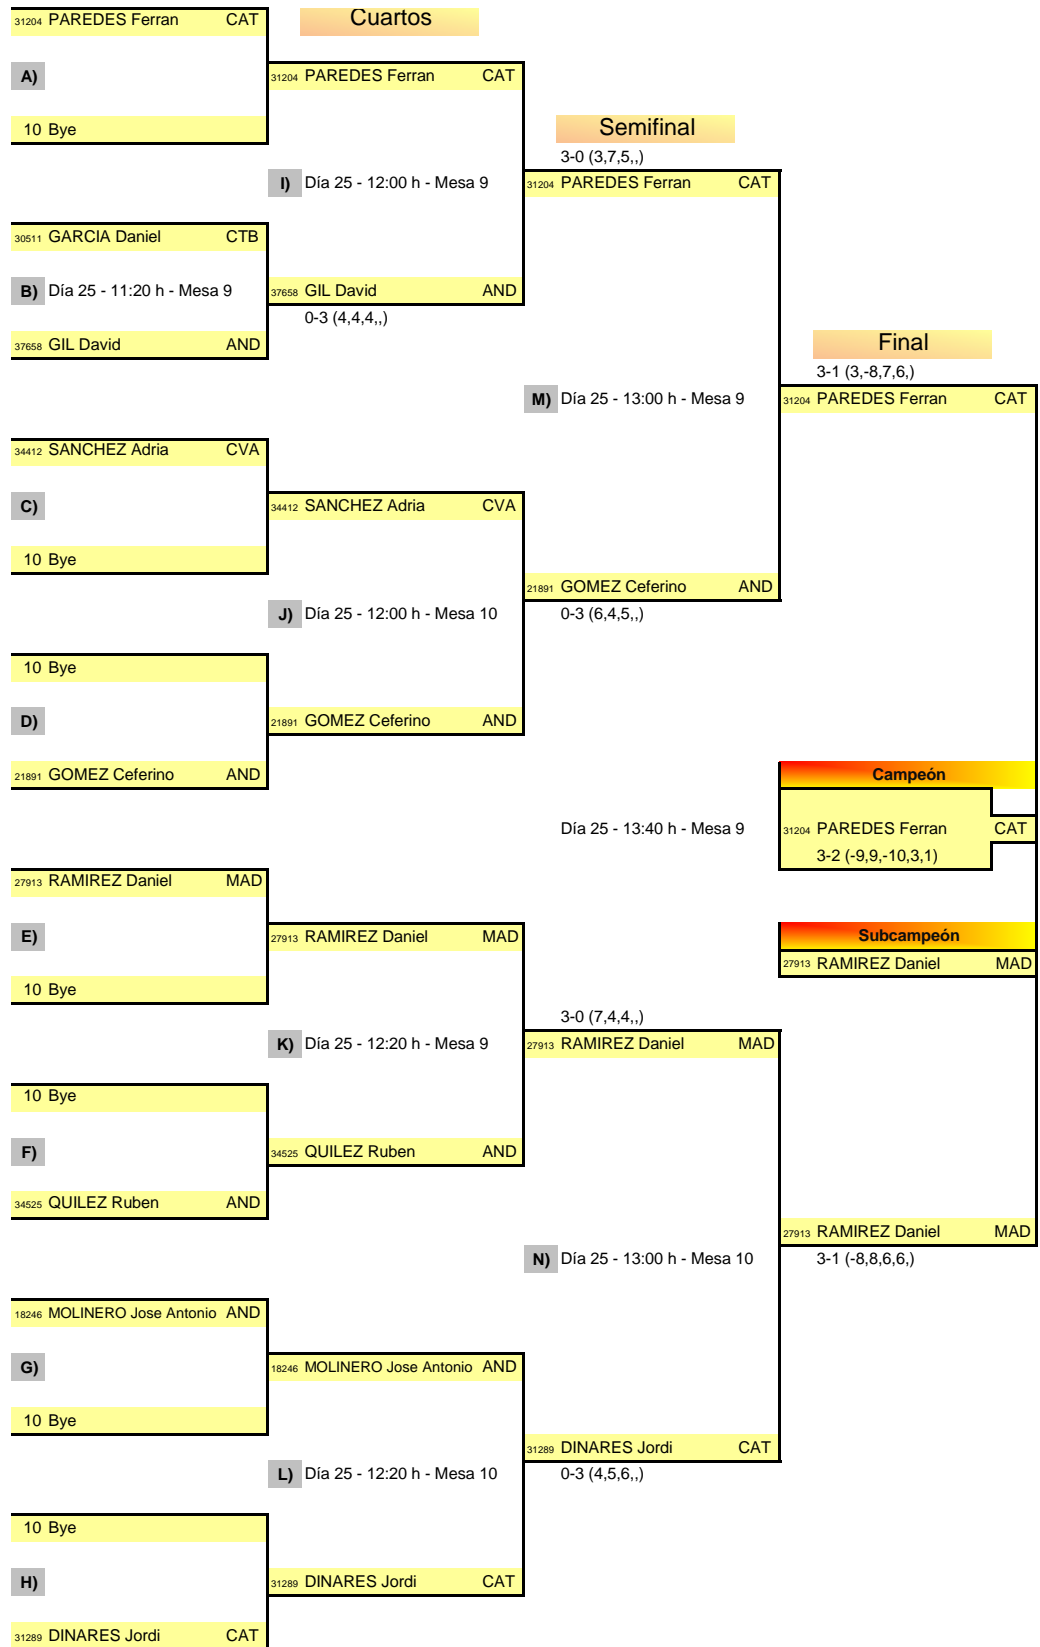 31204 PAREDES Ferran CAT
Cuartos
A)
31204 PAREDES Ferran CAT
10 Bye
Semifinal
3-0 (3,7,5,,)
I) Día 25 - 12:00 h - Mesa 9
31204 PAREDES Ferran CAT
30511 GARCIA Daniel CTB
B) Día 25 - 11:20 h - Mesa 9
37658 GIL David AND
0-3 (4,4,4,,)
37658 GIL David AND
Final
3-1 (3,-8,7,6,)
M) Día 25 - 13:00 h - Mesa 9
31204 PAREDES Ferran CAT
34412 SANCHEZ Adria CVA
C)
34412 SANCHEZ Adria CVA
10 Bye
21891 GOMEZ Ceferino AND
J) Día 25 - 12:00 h - Mesa 10
0-3 (6,4,5,,)
10 Bye
D)
21891 GOMEZ Ceferino AND
21891 GOMEZ Ceferino AND
Campeón
Día 25 - 13:40 h - Mesa 9
31204 PAREDES Ferran CAT
3-2 (-9,9,-10,3,1)
27913 RAMIREZ Daniel MAD
E)
27913 RAMIREZ Daniel MAD
Subcampeón
27913 RAMIREZ Daniel MAD
10 Bye
3-0 (7,4,4,,)
K) Día 25 - 12:20 h - Mesa 9
27913 RAMIREZ Daniel MAD
10 Bye
F)
34525 QUILEZ Ruben AND
34525 QUILEZ Ruben AND
27913 RAMIREZ Daniel MAD
N) Día 25 - 13:00 h - Mesa 10
3-1 (-8,8,6,6,)
18246 MOLINERO Jose Antonio AND
G)
18246 MOLINERO Jose Antonio AND
10 Bye
31289 DINARES Jordi CAT
L) Día 25 - 12:20 h - Mesa 10
0-3 (4,5,6,,)
10 Bye
H)
31289 DINARES Jordi CAT
31289 DINARES Jordi CAT